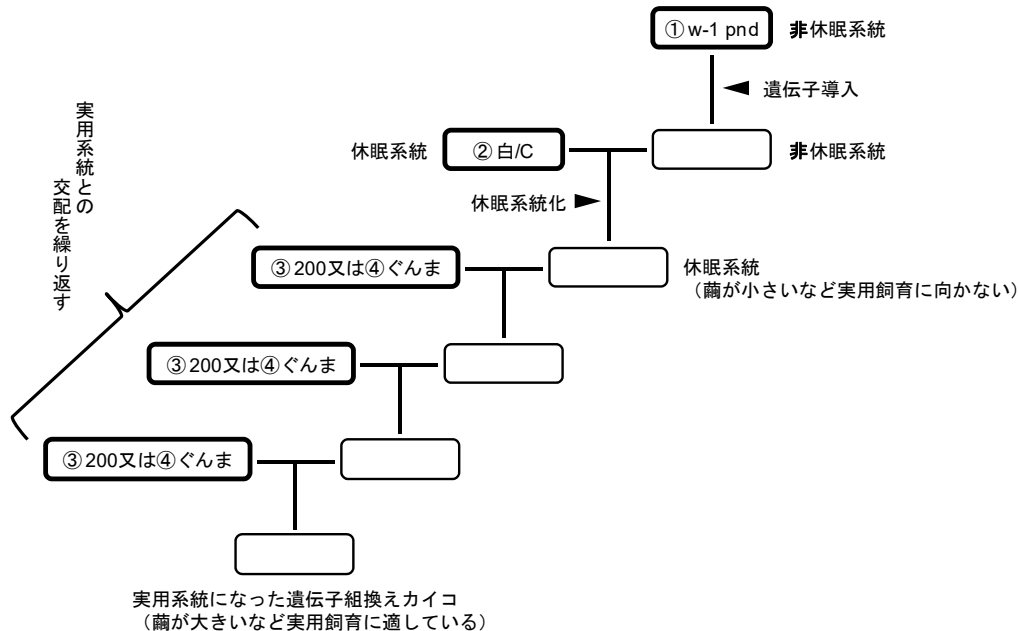 ①w-1 pnd
非休眠系統
遺伝子導入
休眠系統
②白/C
非休眠系統
休眠系統化
実用系統との
交配を繰り返す
③200又は④ぐんま
休眠系統
（繭が小さいなど実用飼育に向かない）
③200又は④ぐんま
③200又は④ぐんま
実用系統になった遺伝子組換えカイコ
（繭が大きいなど実用飼育に適している）